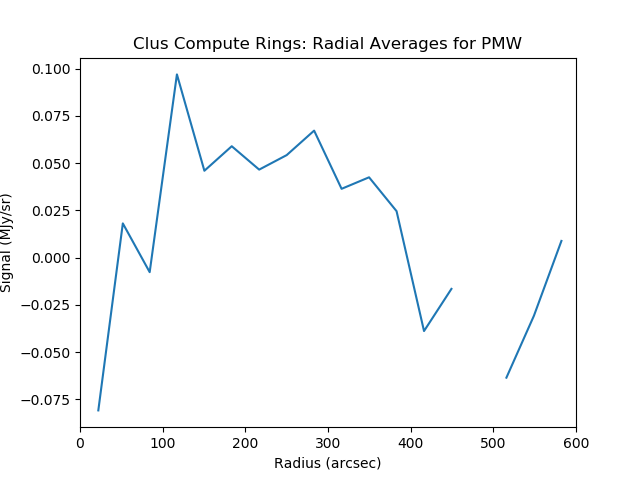 Clus Compute Rings: Radial Averages for PMW
0.100
0.075
0.050
0.025
0.000
−0.025
−0.050
−0.075
Signal (MJy/sr)
0 100 200 300 400 500 600
Radius (arcsec)